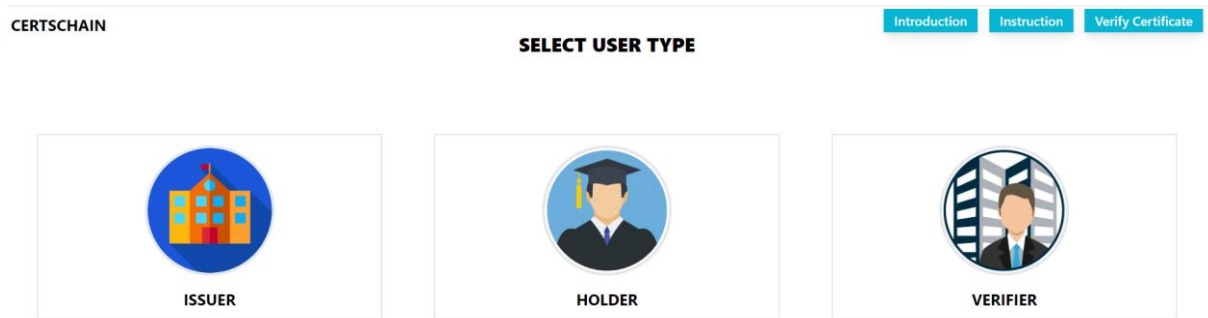 CERTSCHAIN
Introduction
Instruction
Verify Certificate
SELECT USER TYPE
ISSUER
HOLDER
VERIFIER